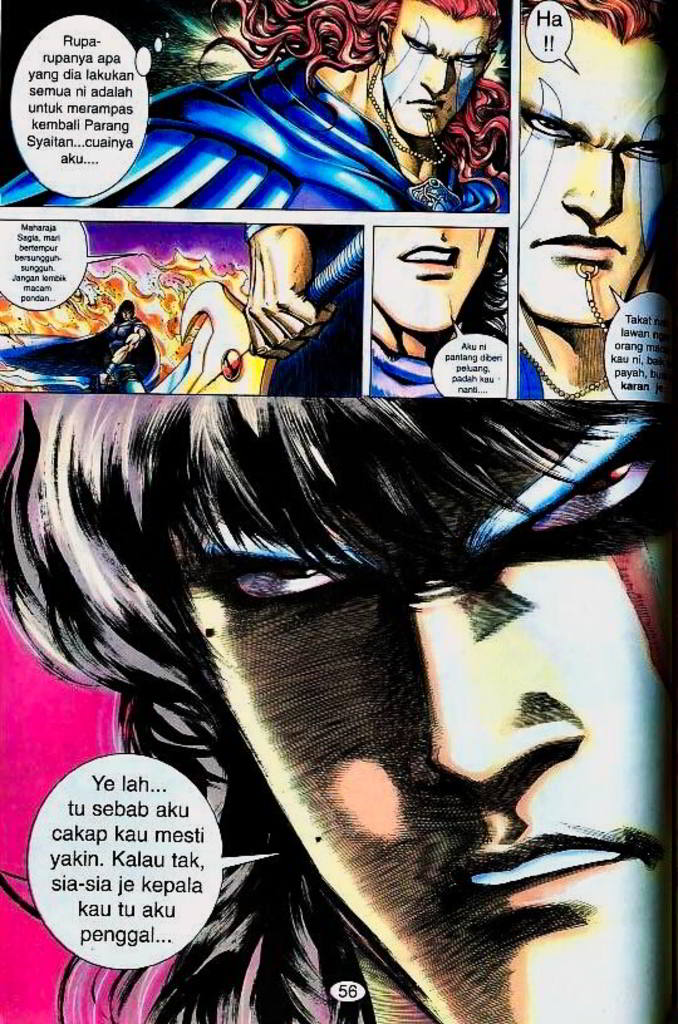 Rupa-
rupanya apa
yang dia lakukan
semua ni adalah
untuk merampas
kembali Parang
Syaitan...cuainya
aku....
Ha
!!
Takat
lawan
orang
kau ni,
payah,
karan je
Maharaja
Sagia, mari
bertempur
bersungguh-
sungguh.
Jangan lembik
macam
pondan...
Aku ni
pantang diberi
peluang,
padah kau
nanti....
Ye lah...
tu sebab aku
cakap kau mesti
yakin. Kalau tak,
sia-sia je kepala
kau tu aku
penggal...
56